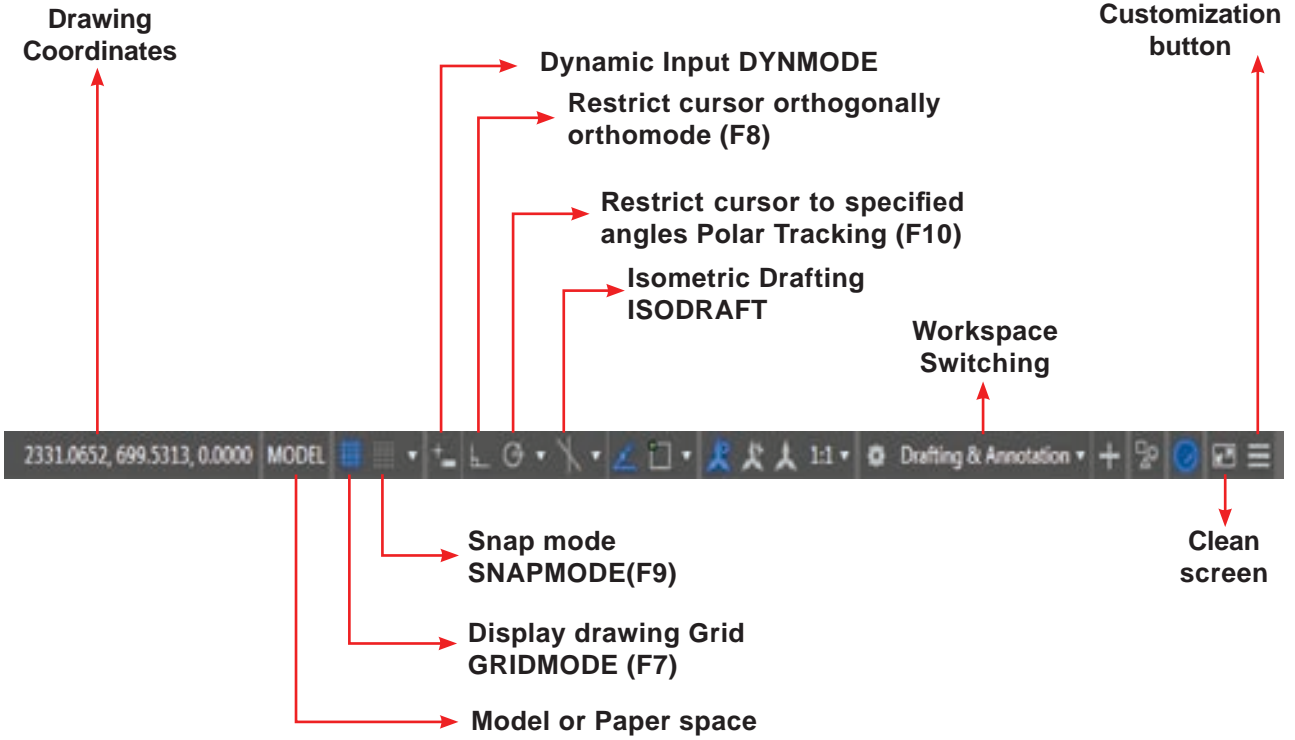 Drawing
Coordinates
Customization
button
Dynamic Input DYNMODE
Restrict cursor orthogonally
orthomode (F8)
Restrict cursor to specified
angles Polar Tracking (F10)
Isometric Drafting
ISODRAFT
Workspace
Switching
2331.0652, 699.5313, 0.0000 MODEL 1:1 Drafting & Annotation
Snap mode
SNAPMODE(F9)
Clean
screen
Display drawing Grid
GRIDMODE (F7)
Model or Paper space